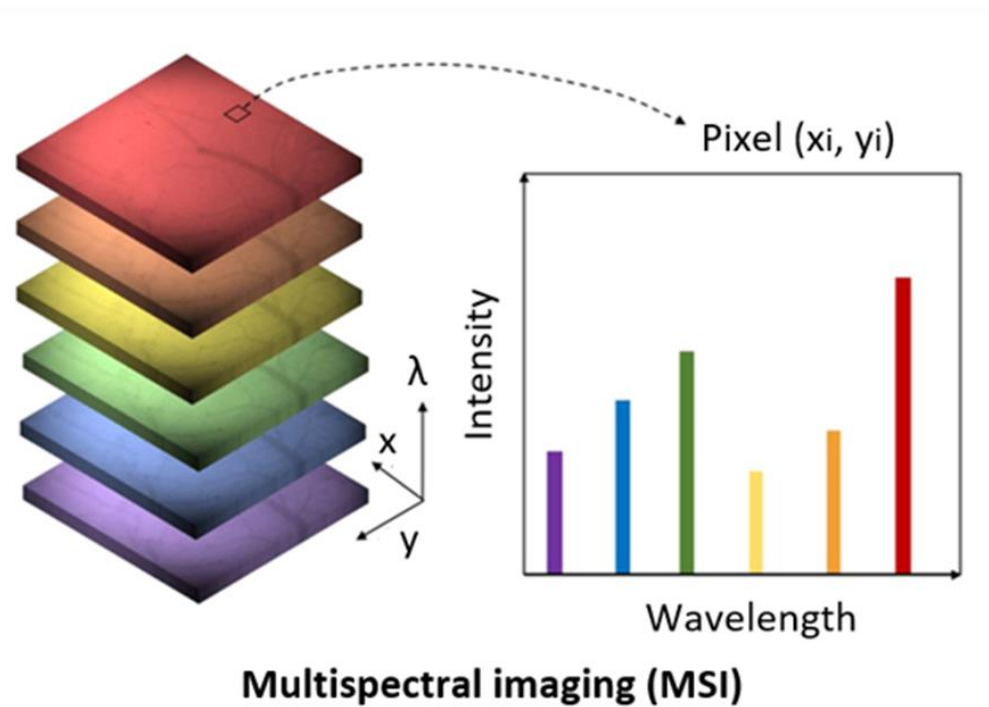 Pixel (xi, yi)
λ
x
y
Intensity
Wavelength
Multispectral imaging (MSI)